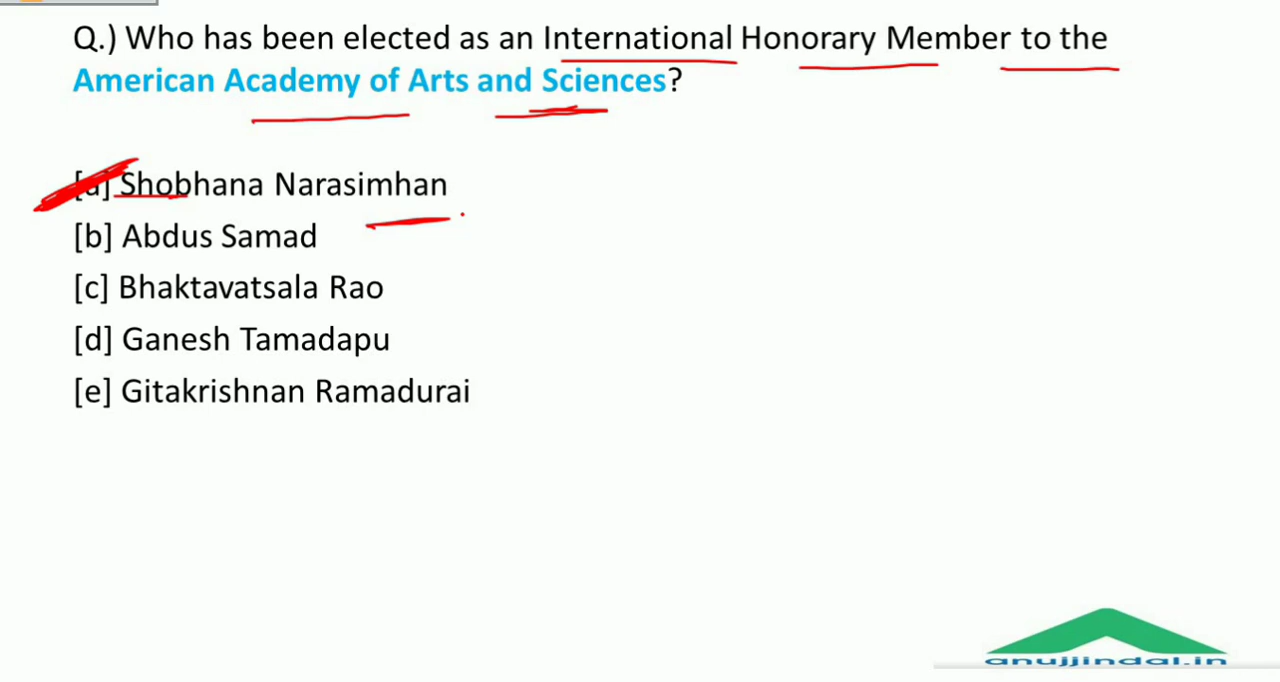 Q.) Who has been elected as an International Honorary Member to the
American Academy of Arts and Sciences?
[a] Shobhana Narasimhan
[b] Abdus Samad
[c] Bhaktavatsala Rao
[d] Ganesh Tamadapu
[e] Gitakrishnan Ramadurai
anujjindal.in